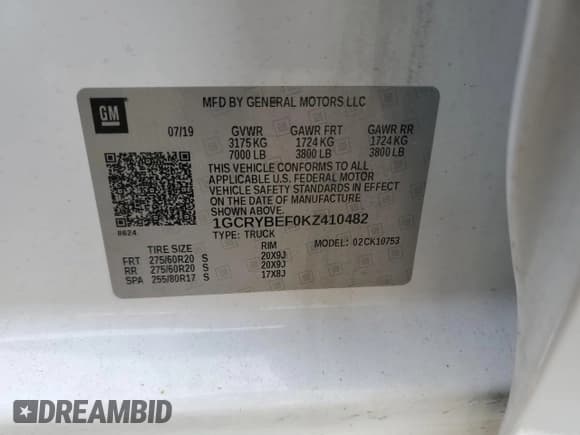 GM
MFD BY GENERAL MOTORS LLC
07/19 GVWR GAWR FRT GAWR RR
3175 KG 1724 KG 1724 KG
7000 LB 3800 LB 3800 LB
THIS VEHICLE CONFORMS TO ALL
APPLICABLE U.S. FEDERAL MOTOR
VEHICLE SAFETY STANDARDS IN EFFECT
ON THE DATE OF MANUFACTURE
SHOWN ABOVE.
1GCRYBEF0KZ410482
8624
TYPE: TRUCK MODEL: 02CK10753
TIRE SIZE RIM
FRT 275/60R20 S 20X9J
RR 275/60R20 S 20X9J
SPA 255/80R17 S 17X8J
DREAMBID